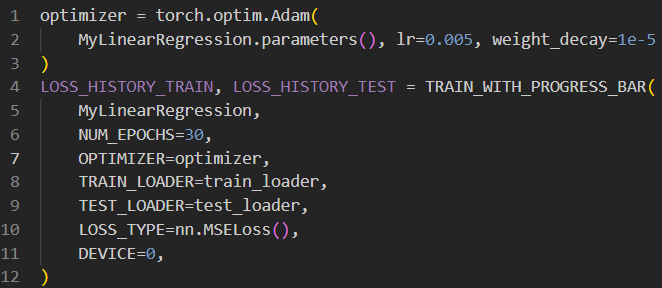 1 optimizer = torch.optim.Adam(
2     MyLinearRegression.parameters(), lr=0.005, weight_decay=1e-5
3 )
4 LOSS_HISTORY_TRAIN, LOSS_HISTORY_TEST = TRAIN_WITH_PROGRESS_BAR(
5     MyLinearRegression,
6     NUM_EPOCHS=30,
7     OPTIMIZER=optimizer,
8     TRAIN_LOADER=train_loader,
9     TEST_LOADER=test_loader,
10     LOSS_TYPE=nn.MSELoss(),
11     DEVICE=0,
12 )